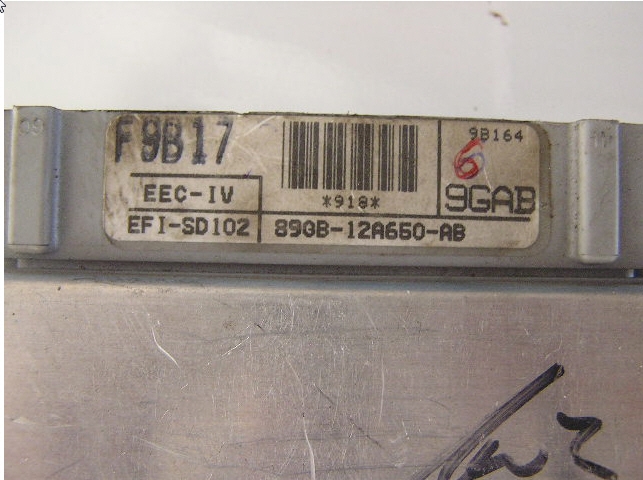 F9B17
9B164
6
EEC-IV
*918*
9GAB
EFI-SD102
89GB-12A650-AB